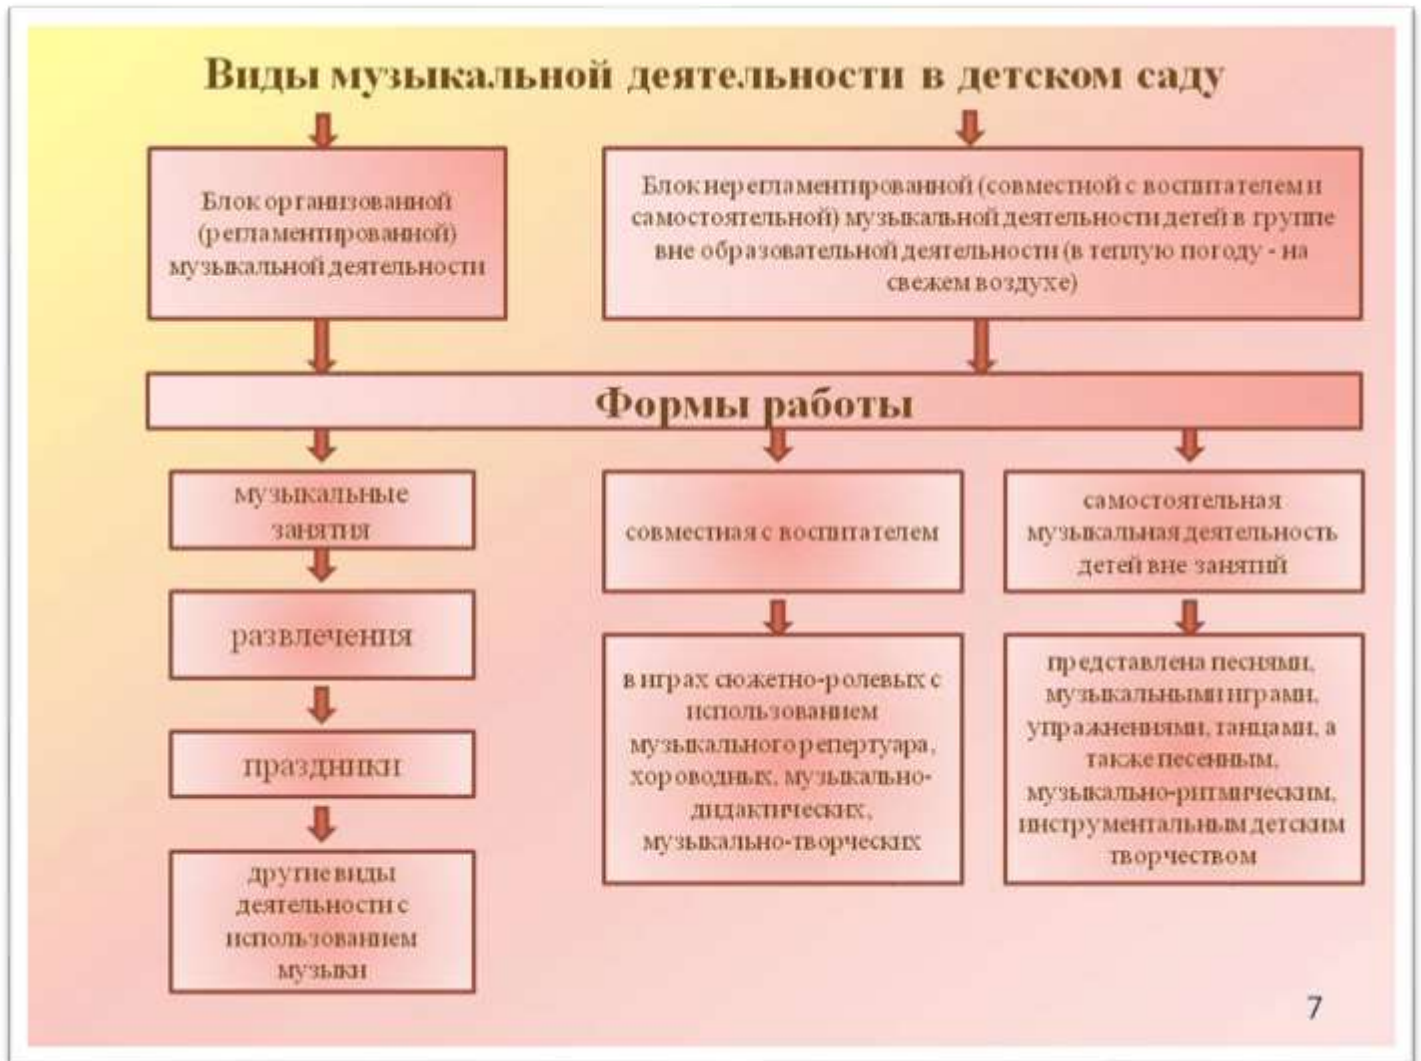 Виды музыкальной деятельности в детском саду
Блок организованной
(регламентированной)
музыкальной деятельности
Блок нерегламентированной (совместной с воспитателем и
самостоятельной) музыкальной деятельности детей в группе
вне образовательной деятельности (в теплую погоду - на
свежем воздухе)
Формы работы
музыкальные
занятия
развлечения
праздники
другие виды
деятельности с
использованием
музыки
совместная с воспитателем
в играх сюжетно-ролевых с
использованием
музыкального репертуара,
хороводных, музыкально-
дидактических,
музыкально-творческих
самостоятельная
музыкальная деятельность
детей вне занятий
представлена песнями,
музыкальными играми,
упражнениями, танцами, а
также песенным,
музыкально-ритмическим,
инструментальным детским
творчеством
7